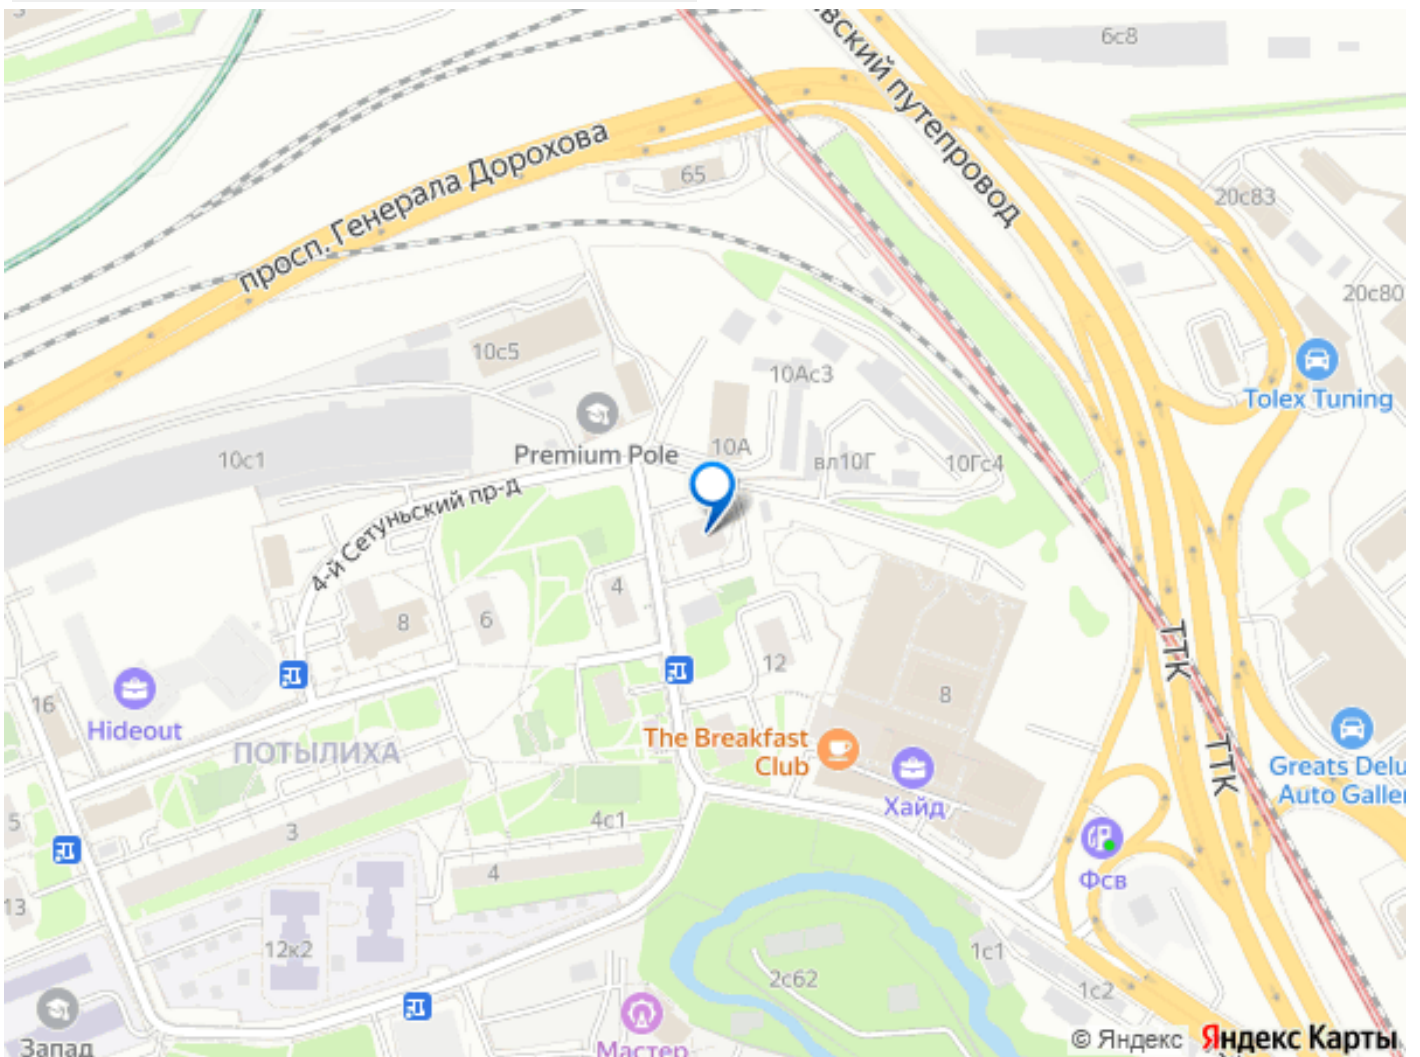 6с8
вский путепровод
просп. Генерала Дорохова
65
20с83
20с80
10с5
10Ас3
Tolex Tuning
Premium Pole
10А
10с1
вл10Г
10Гс4
4-й Сетуньский пр-д
4
8
6
ТТК
12
16
8
Hideout
The Breakfast
Club
ПОТЫЛИХА
ТТК
Greats Delu
Auto Galler
Хайд
5
3
4с1
4
Фсв
13
12к2
1с1
2с62
1с2
Запад
Мастер
© Яндекс Яндекс Карты